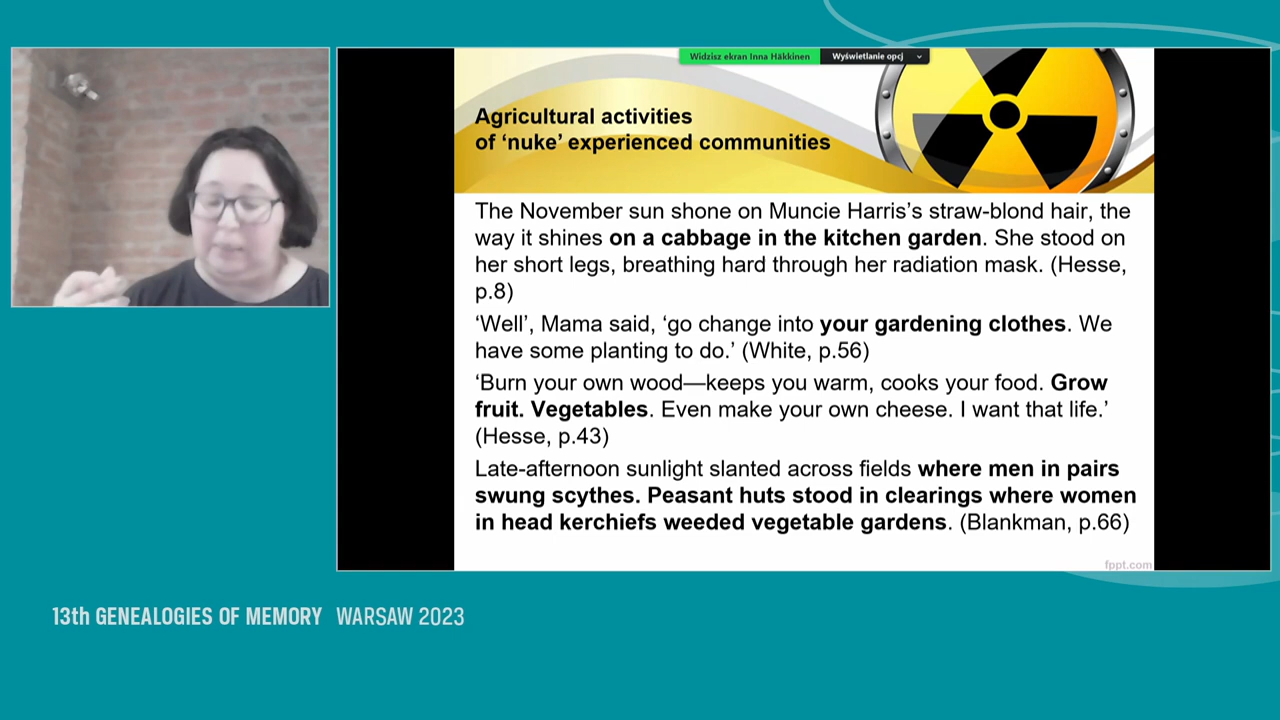 Widzisz ekran Inna Häkkinen
Wyświetlanie opcj
Agricultural activities
of ‘nuke’ experienced communities
The November sun shone on Muncie Harris’s straw-blond hair, the
way it shines on a cabbage in the kitchen garden. She stood on
her short legs, breathing hard through her radiation mask. (Hesse,
p.8)
‘Well’, Mama said, ‘go change into your gardening clothes. We
have some planting to do.’ (White, p.56)
‘Burn your own wood—keeps you warm, cooks your food. Grow
fruit. Vegetables. Even make your own cheese. I want that life.’
(Hesse, p.43)
Late-afternoon sunlight slanted across fields where men in pairs
swung scythes. Peasant huts stood in clearings where women
in head kerchiefs weeded vegetable gardens. (Blankman, p.66)
fppt.com
13th GENEALOGIES OF MEMORY WARSAW 2023